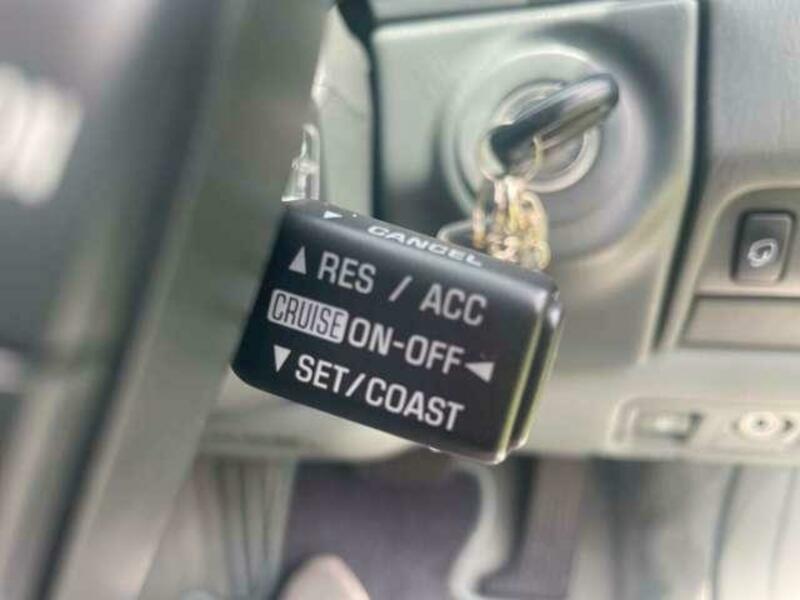 ▼ CANCEL
▲ RES / ACC
CRUISE ON-OFF ◄
▼ SET/COAST